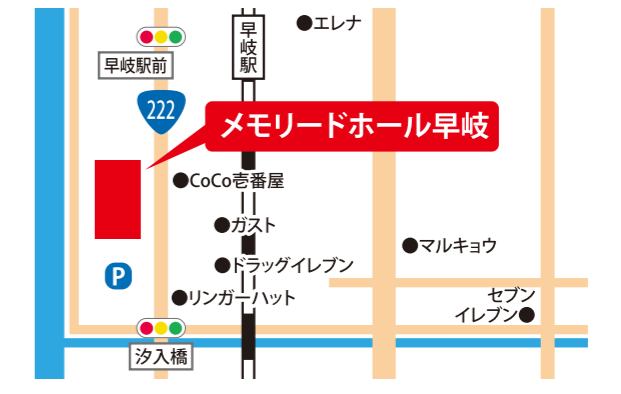 エレナ
早岐駅
早岐駅前
222
メモリードホール早岐
CoCo壱番屋
ガスト
マルキョウ
ドラッグイレブン
P
リンガーハット
セブン
イレブン
汐入橋